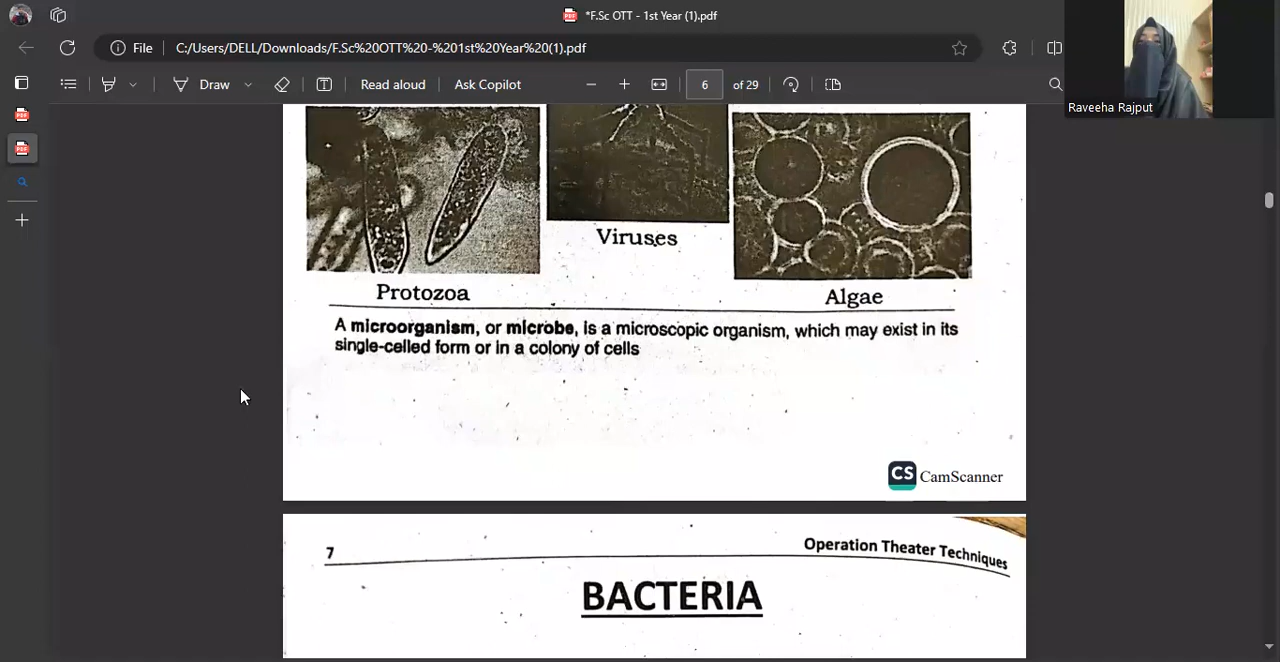 *F.Sc OTT - 1st Year (1).pdf
File
C:/Users/DELL/Downloads/F.Sc%20OTT%20-%201st%20Year%20(1).pdf
Draw
Read aloud
Ask Copilot
6
of 29
Raveeha Rajput
Viruses
Protozoa
Algae
A microorganism, or microbe, is a microscopic organism, which may exist in its
single-celled form or in a colony of cells
CS CamScanner
7
Operation Theater Techniques
BACTERIA